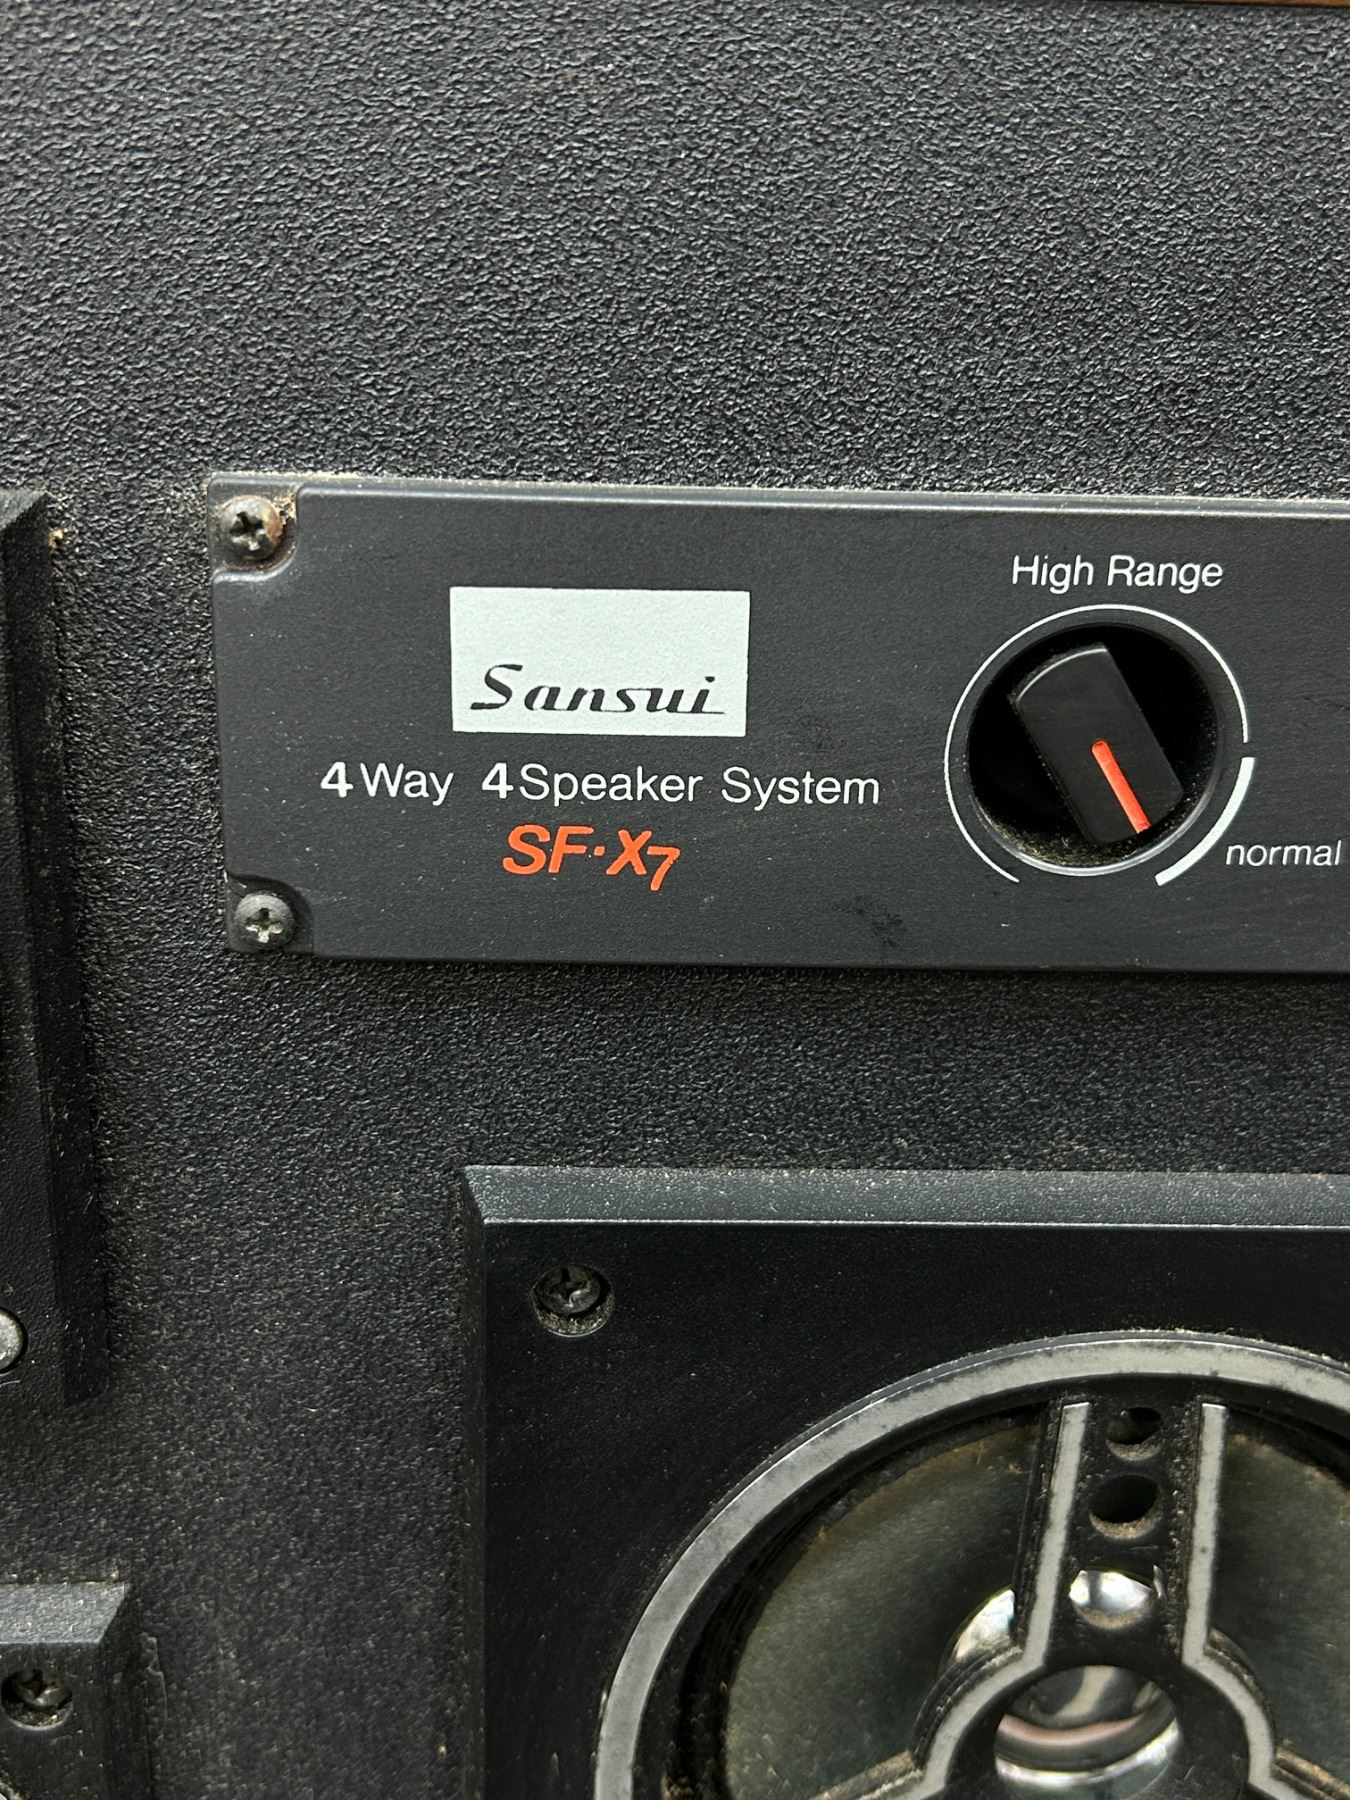 High Range
Sansui
4 Way 4 Speaker System
SF·X7
normal